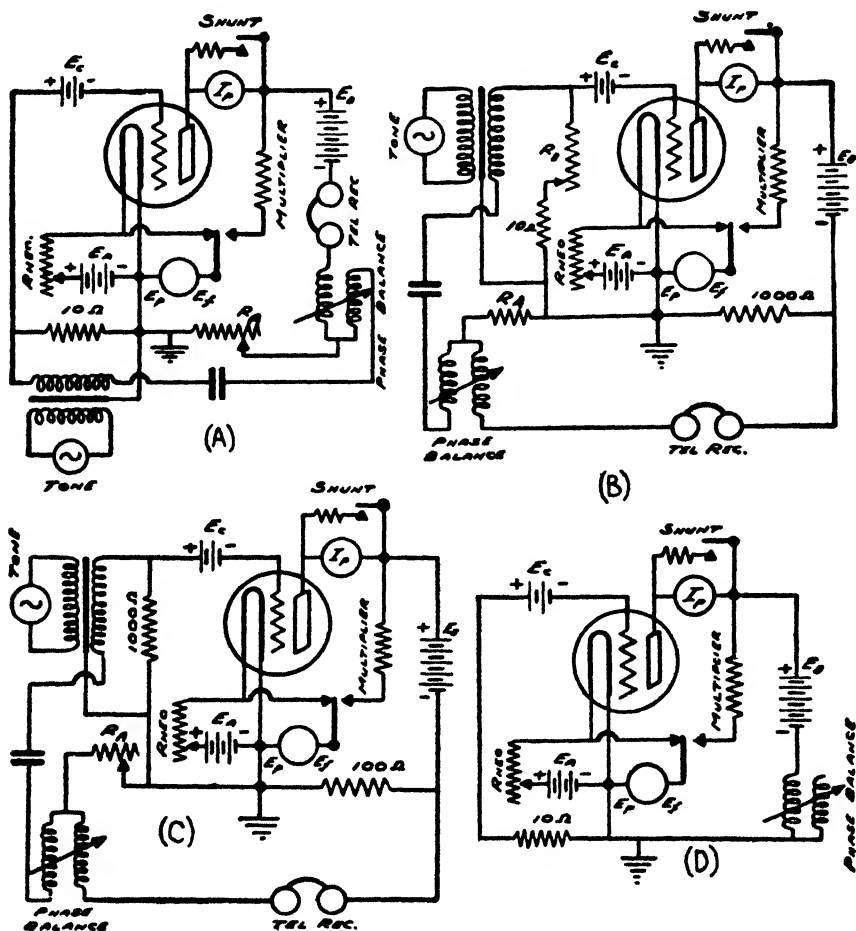 SHUNT
Ec
+ -
Ip
EB
+
-
TEL REC
MULTIPLIER
RHEO.
EA
+ -
EP
Ef
10Ω
RA
PHASE BALANCE
TONE
(A)
SHUNT
TONE
Ec
+ -
Ip
EB
+
-
RB
10Ω
MULTIPLIER
RHEO
EA
+ -
EP
Ef
RA
1000Ω
PHASE
BALANCE
TEL REC.
(B)
SHUNT
TONE
Ec
+ -
Ip
EB
+
-
1000Ω
MULTIPLIER
RHEO
EA
+ -
EP
Ef
RA
100Ω
(C)
PHASE
BALANCE
TEL REC.
SHUNT
Ec
+ -
Ip
EB
+
-
MULTIPLIER
RHEO
EA
+ -
EP
Ef
10Ω
PHASE BALANCE
(D)